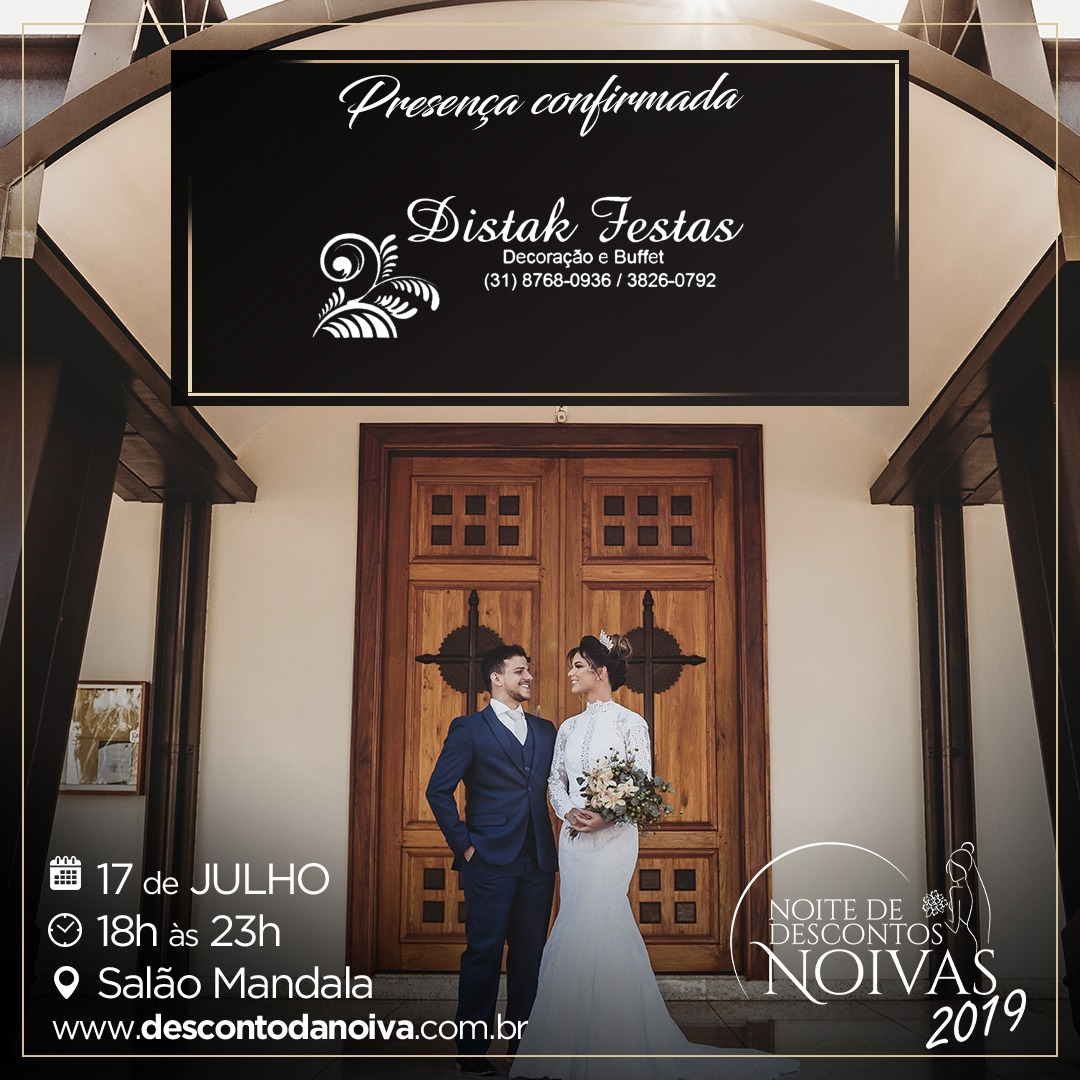 Presença confirmada
Distak Festas
Decoração e Buffet
(31) 8768-0936 / 3826-0792
17 de JULHO
18h às 23h
Salão Mandala
www.descontodanoiva.com.br
NOITE DE
DESCONTOS
NOIVAS
2019